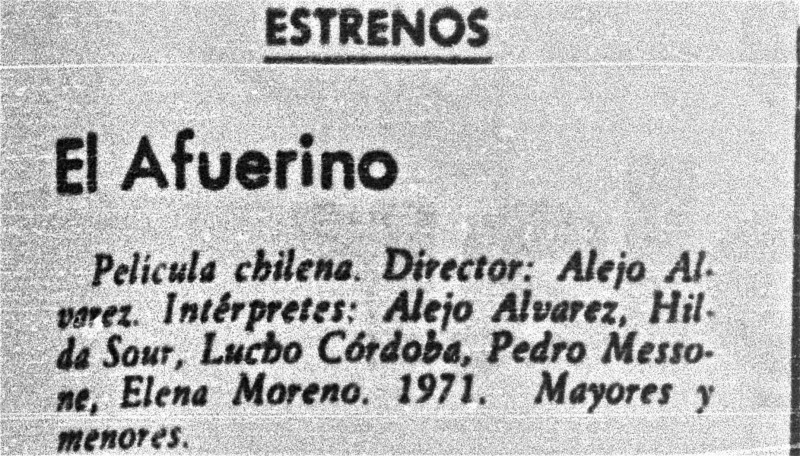 ESTRENOS
El Afuerino
Película chilena. Director: Alejo Al-
varez. Intérpretes: Alejo Alvarez, Hil-
da Sour, Lucho Córdoba, Pedro Messo-
ne, Elena Moreno. 1971. Mayores y
menores.